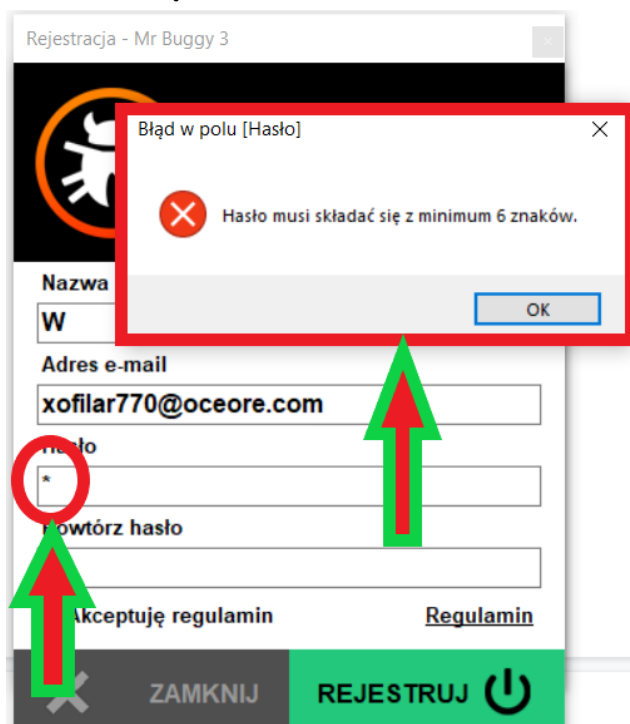 Rejestracja - Mr Buggy 3
Błąd w polu [Hasło]
Hasło musi składać się z minimum 6 znaków.
OK
Nazwa
W
Adres e-mail
xofilar770@oceore.com
Hasło
*
Powtórz hasło
Akceptuję regulamin
Regulamin
ZAMKNIJ
REJESTRUJ